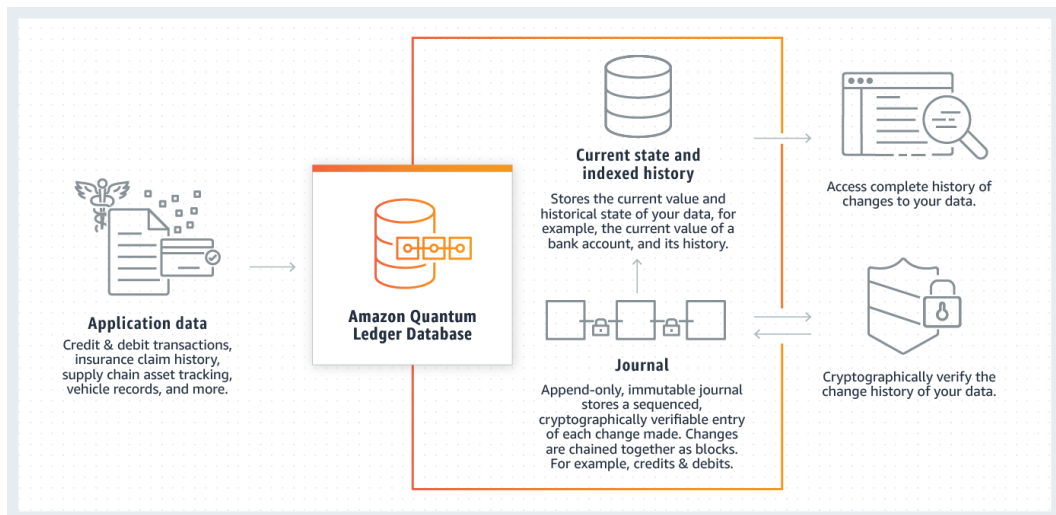 Application data
Credit & debit transactions,
insurance claim history,
supply chain asset tracking,
vehicle records, and more.
Amazon Quantum
Ledger Database
Current state and
indexed history
Stores the current value and
historical state of your data, for
example, the current value of a
bank account, and its history.
Journal
Append-only, immutable journal
stores a sequenced,
cryptographically verifiable entry
of each change made. Changes
are chained together as blocks.
For example, credits & debits.
Access complete history of
changes to your data.
Cryptographically verify the
change history of your data.